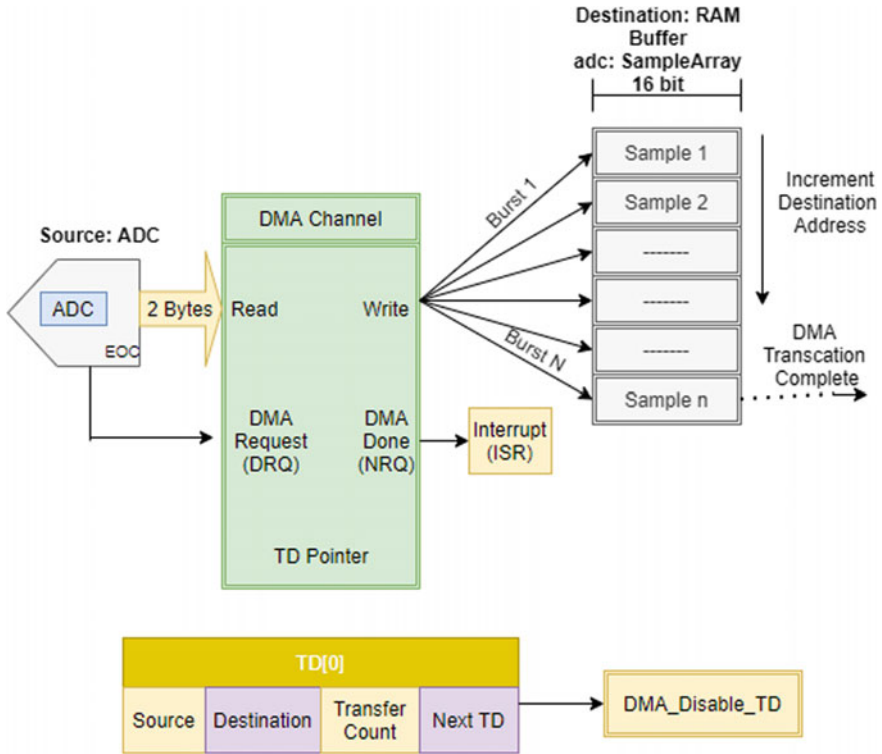 Destination: RAM
Buffer
adc: SampleArray
16 bit
Sample 1
Sample 2
-------
-------
-------
Sample n
Increment
Destination
Address
DMA
Transcation
Complete
Burst 1
Burst N
Source: ADC
ADC
EOC
2 Bytes
DMA Channel
Read
Write
DMA
Request
(DRQ)
DMA
Done
(NRQ)
TD Pointer
Interrupt
(ISR)
TD[0]
Source
Destination
Transfer
Count
Next TD
DMA_Disable_TD